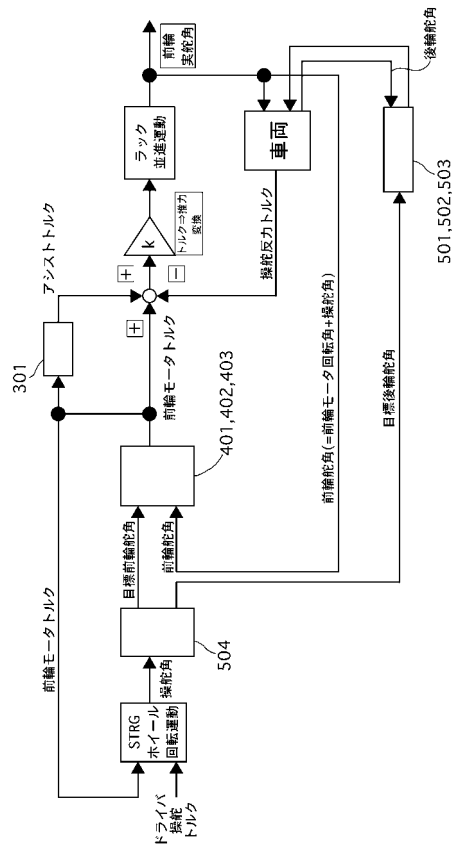 ドライバ
操舵
トルク
STRG
ホイール
回転運動
操舵角
504
目標前輪舵角
前輪舵角
401,402,403
前輪モータトルク
前輪モータトルク
301
アシストトルク
+
+
−
k
トルク⇒推力
変換
ラック
並進運動
前輪
実舵角
操舵反力トルク
車両
前輪舵角(=前輪モータ回転角+操舵角)
目標後輪舵角
後輪舵角
501,502,503